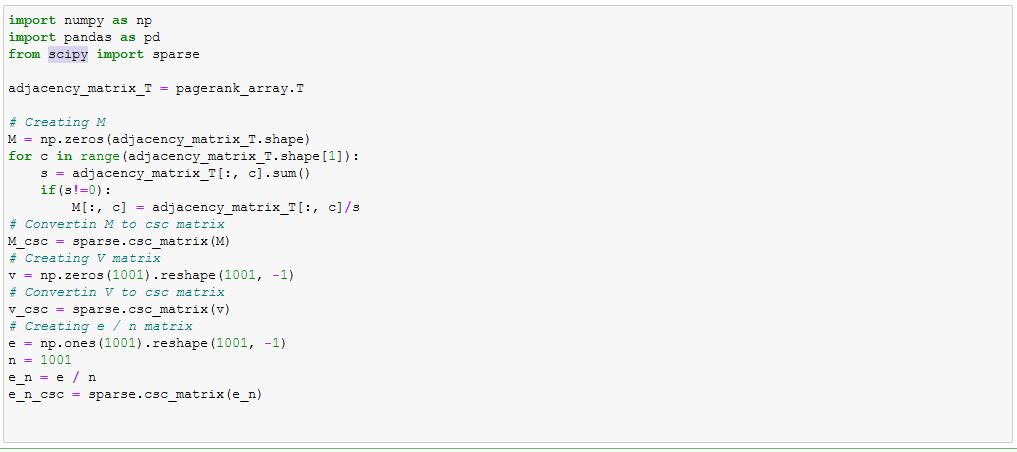 import numpy as np
import pandas as pd
from scipy import sparse
adjacency_matrix_T = pagerank_array.T
# Creating M
M = np.zeros(adjacency_matrix_T.shape)
for c in range(adjacency_matrix_T.shape[1]):
    s = adjacency_matrix_T[:, c].sum()
    if(s!=0):
        M[:, c] = adjacency_matrix_T[:, c]/s
# Convertin M to csc matrix
M_csc = sparse.csc_matrix(M)
# Creating V matrix
v = np.zeros(1001).reshape(1001, -1)
# Convertin V to csc matrix
v_csc = sparse.csc_matrix(v)
# Creating e / n matrix
e = np.ones(1001).reshape(1001, -1)
n = 1001
e_n = e / n
e_n_csc = sparse.csc_matrix(e_n)